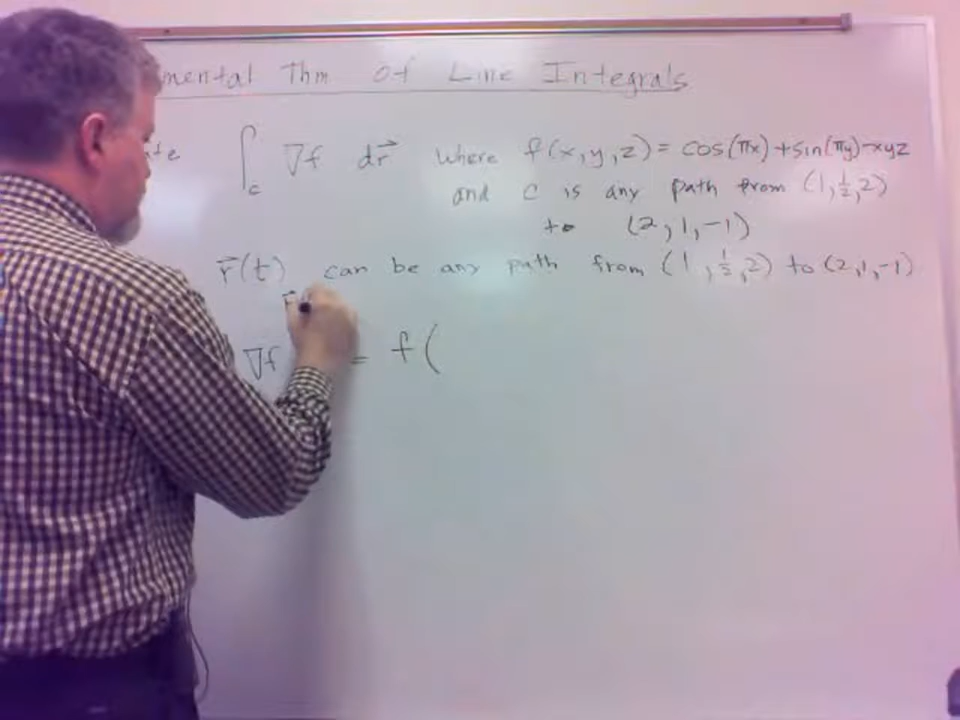 mental Thm Of Line Integrals
∫_c ∇f dr⃗ where f(x,y,z)= cos(πx)+sin(πy)-xyz
and C is any path from (1,½,2)
to (2,1,-1)
r⃗(t) can be any path from (1,½,2) to (2,1,-1)
∇f = f(